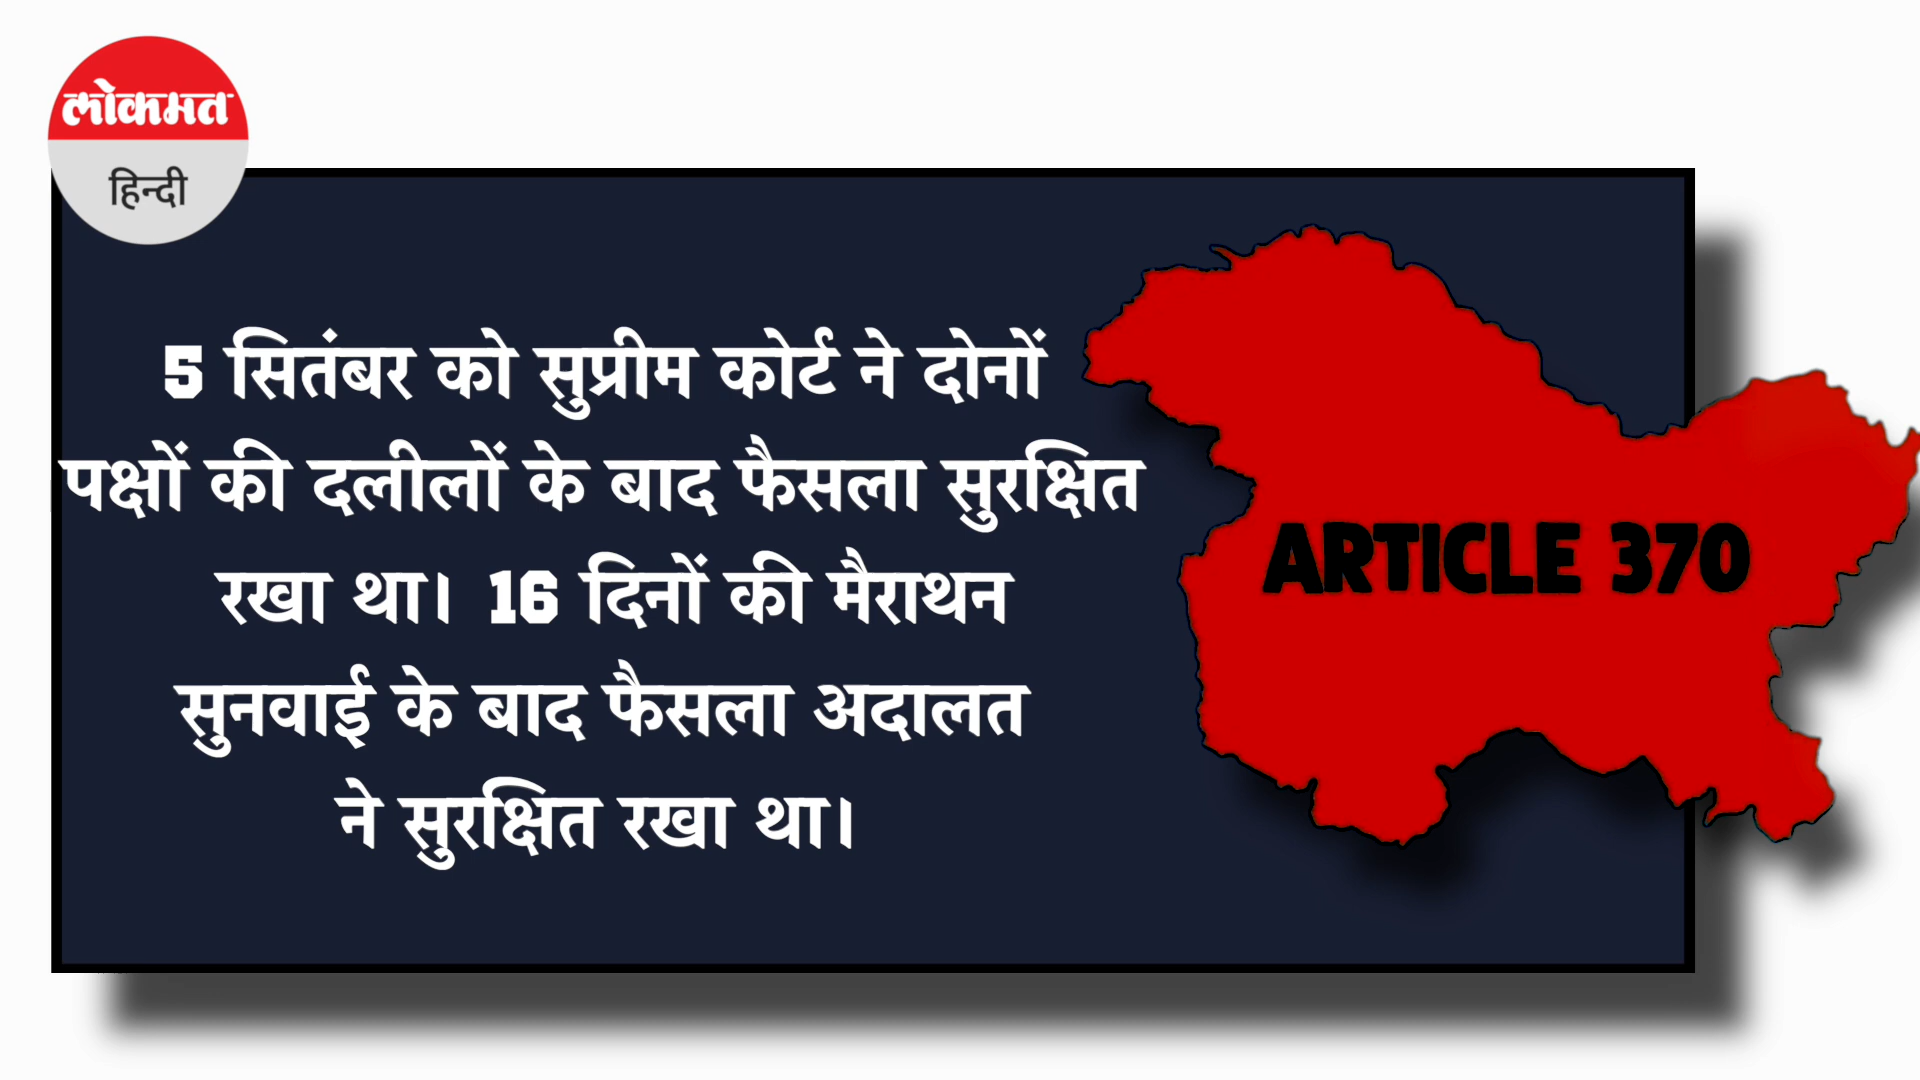 लोकमत
हिन्दी
5 सितंबर को सुप्रीम कोर्ट ने दोनों
पक्षों की दलीलों के बाद फैसला सुरक्षित
रखा था। 16 दिनों की मैराथन
सुनवाई के बाद फैसला अदालत
ने सुरक्षित रखा था।
ARTICLE 370